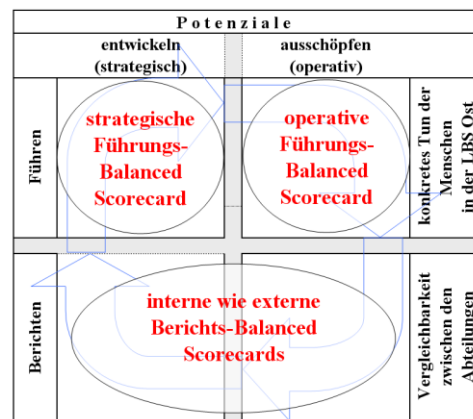 Potenziale
entwickeln
(strategisch)
ausschöpfen
(operativ)
Führen
strategische
Führungs-
Balanced
Scorecard
operative
Führungs-
Balanced
Scorecard
konkretes Tun der
Menschen
in der LBS Ost
Berichten
interne wie externe
Berichts-Balanced
Scorecards
Vergleichbarkeit
zwischen den
Abteilungen